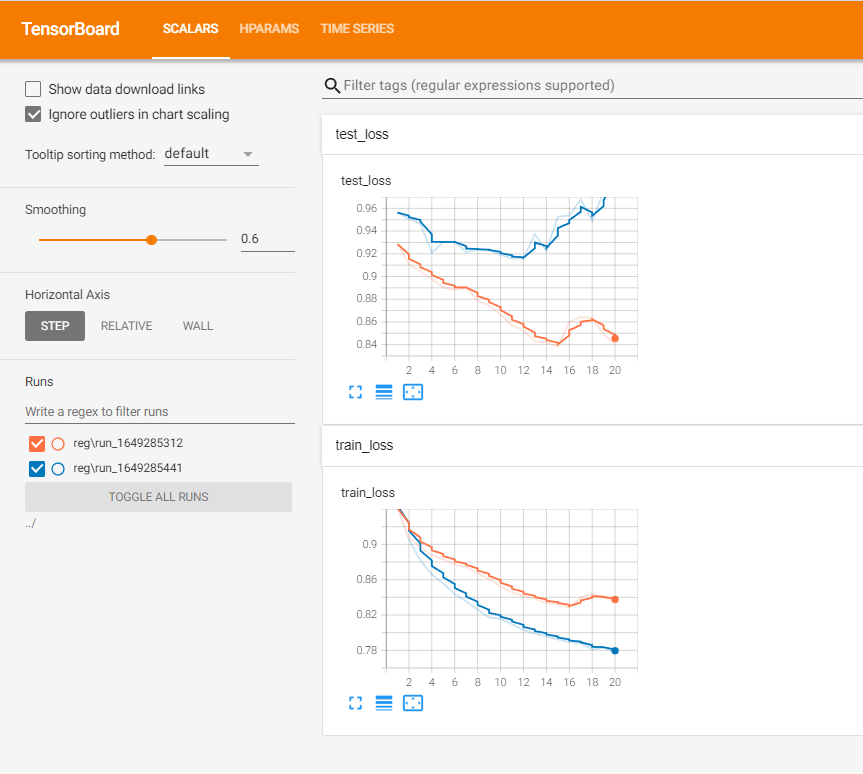 TensorBoard SCALARS HPARAMS TIME SERIES
Show data download links
Ignore outliers in chart scaling
Tooltip sorting method: default
Smoothing
0.6
Horizontal Axis
STEP RELATIVE WALL
Runs
Write a regex to filter runs
reg\run_1649285312
reg\run_1649285441
TOGGLE ALL RUNS
../
Filter tags (regular expressions supported)
test_loss
test_loss
0.96
0.94
0.92
0.9
0.88
0.86
0.84
2 4 6 8 10 12 14 16 18 20
train_loss
train_loss
0.9
0.86
0.82
0.78
2 4 6 8 10 12 14 16 18 20